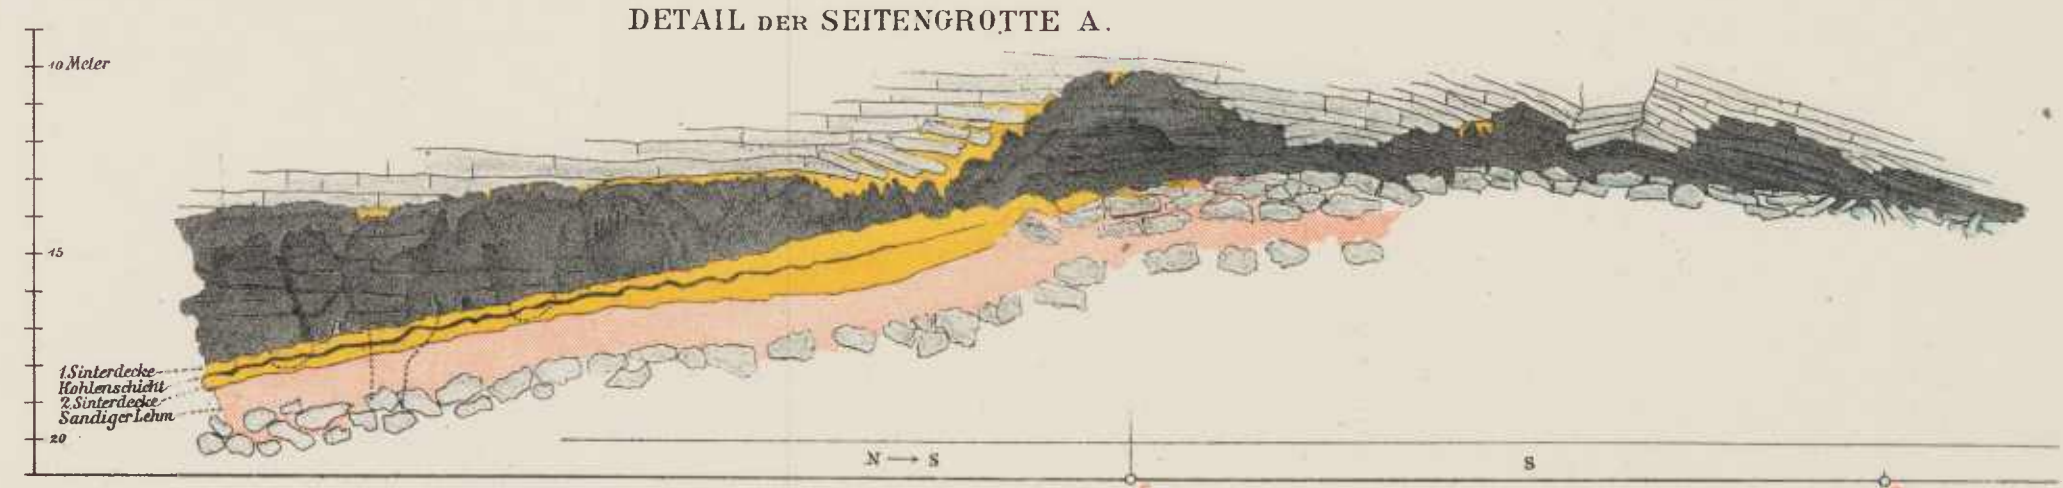 DETAIL DER SEITENGROTTE A.
10 Meter
15
1. Sinterdecke
Kohlenschicht
2. Sinterdecke
Sandiger Lehm
20
N → S
S